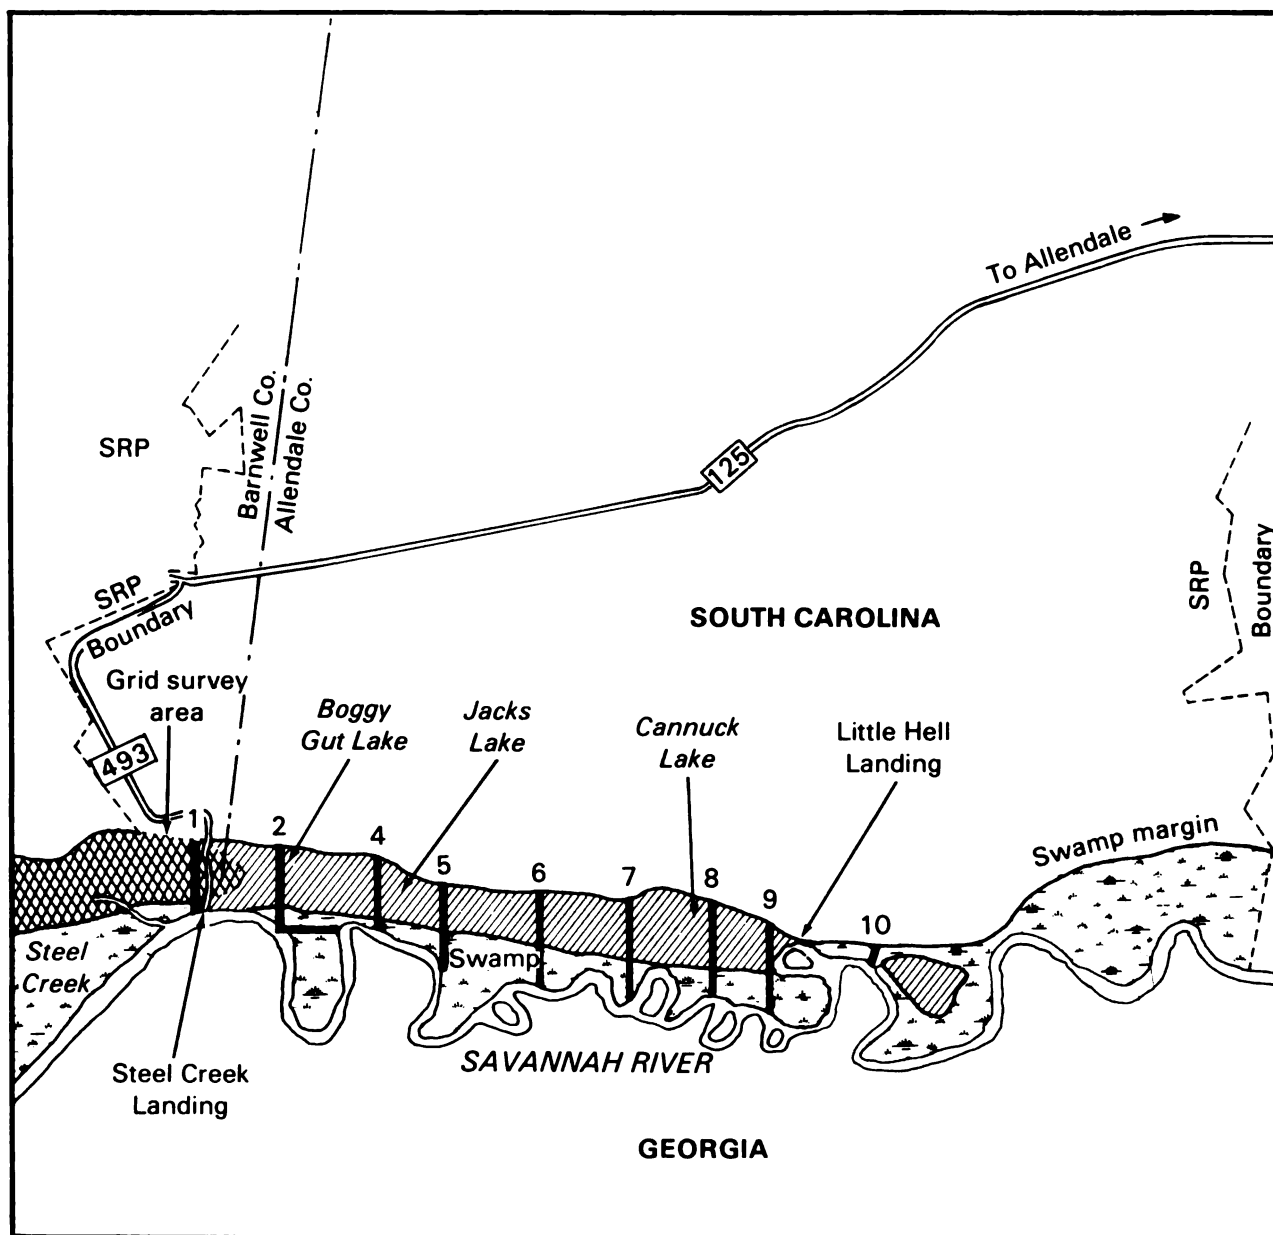 To Allendale
SRP
Barnwell Co.
Allendale Co.
125
SRP
Boundary
SRP
Boundary
SOUTH CAROLINA
Grid survey
area
Boggy
Gut Lake
Jacks
Lake
Cannuck
Lake
Little Hell
Landing
493
1
2
4
5
6
7
8
9
10
Swamp margin
Steel
Creek
Swamp
SAVANNAH RIVER
Steel Creek
Landing
GEORGIA